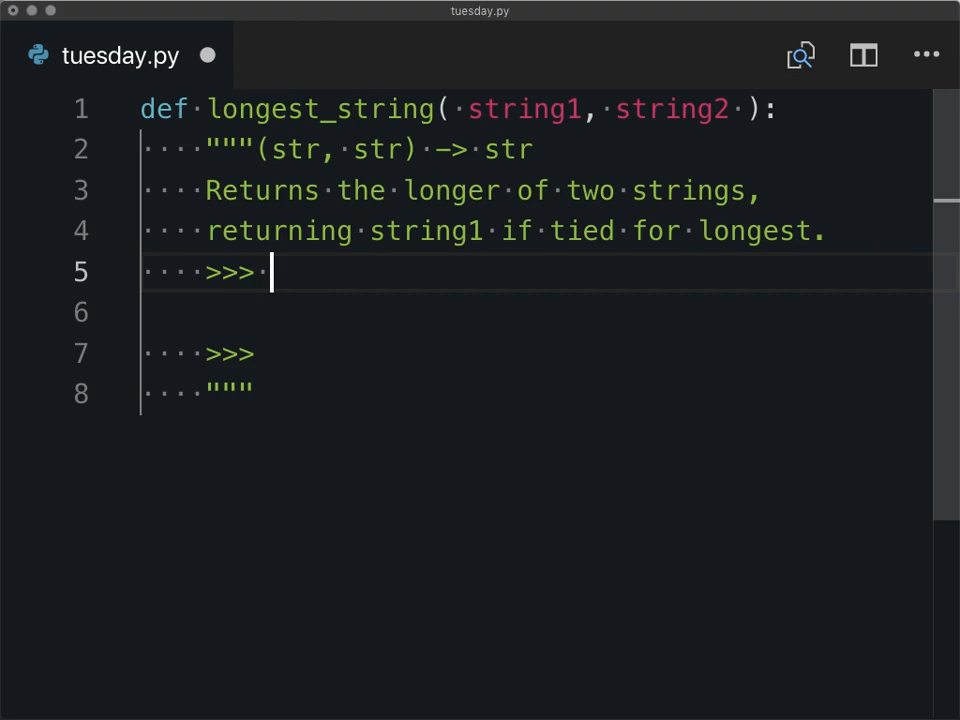 tuesday.py
tuesday.py
1 def longest_string( string1, string2 ):
2 """(str, str) -> str
3 Returns the longer of two strings,
4 returning string1 if tied for longest.
5 >>>
6
7 >>>
8 """